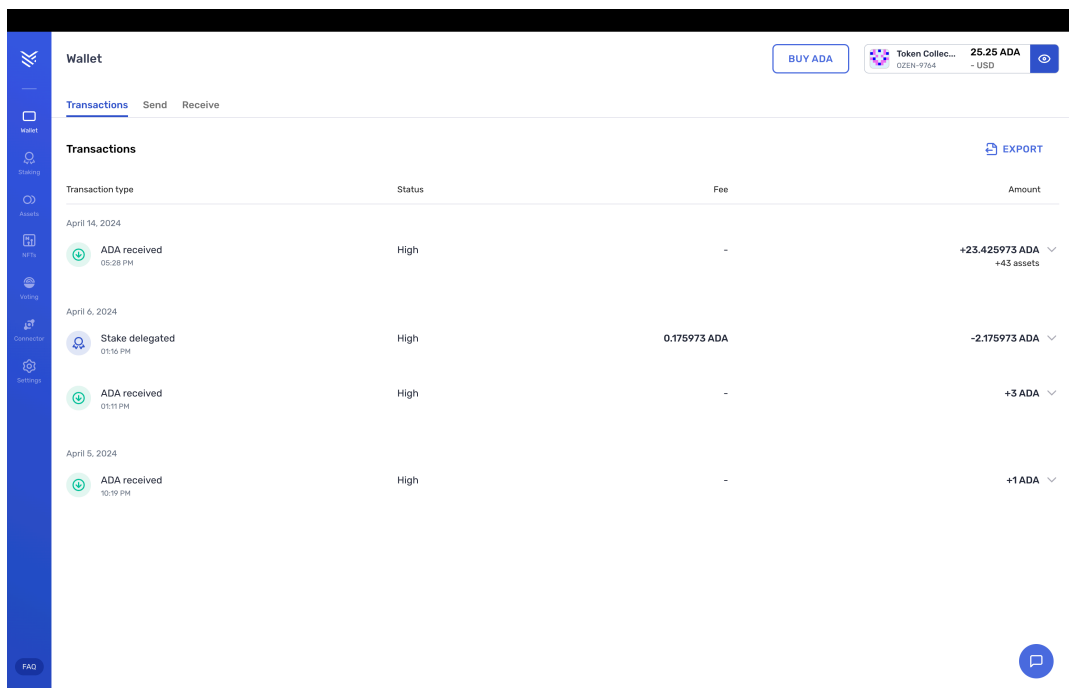 Wallet
BUY ADA
Token Collec...
OZEN-9764
25.25 ADA
- USD
Transactions Send Receive
Transactions
EXPORT
Transaction type Status Fee Amount
April 14, 2024
ADA received High - +23.425973 ADA
05:28 PM +43 assets
April 6, 2024
Stake delegated High 0.175973 ADA -2.175973 ADA
01:16 PM
ADA received High - +3 ADA
01:11 PM
April 5, 2024
ADA received High - +1 ADA
10:19 PM
Wallet
Staking
Assets
NFTs
Voting
Connector
Settings
FAQ